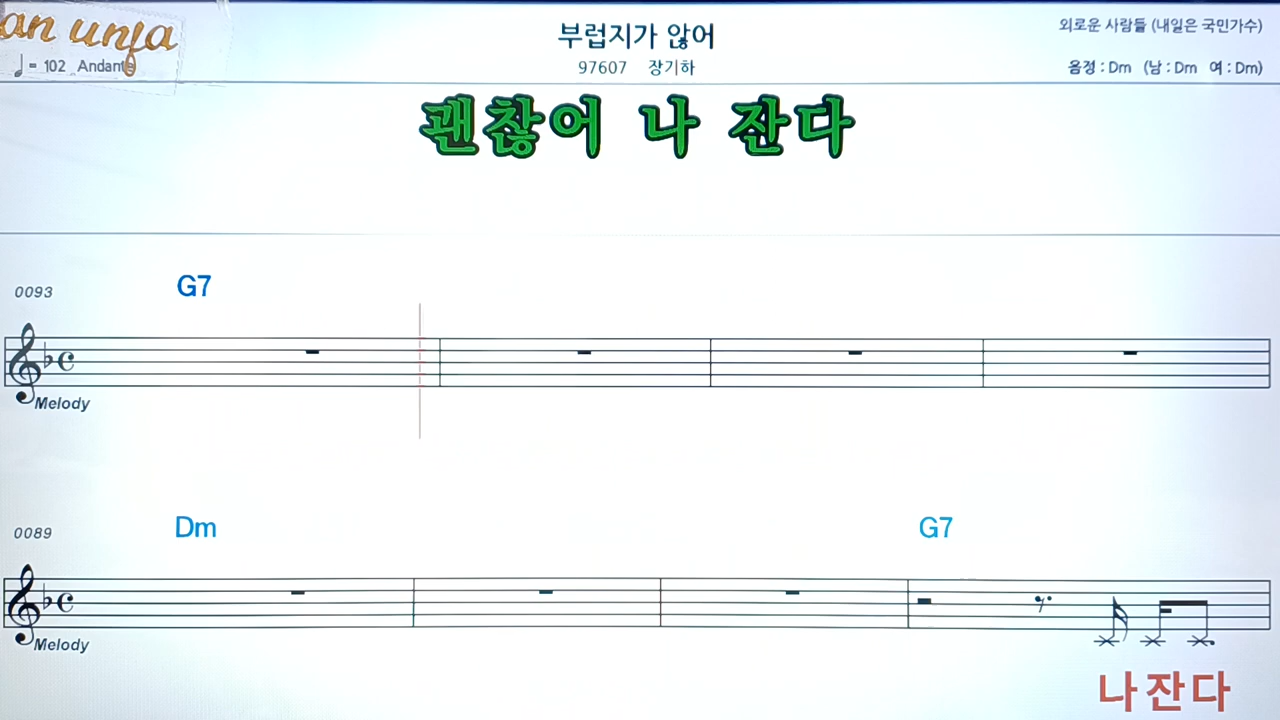 an unfa
부럽지가 않어
외로운 사람들 (내일은 국민가수)
= 102 Andante
97607 장기하
음정 : Dm (남 : Dm 여 : Dm)
괜찮어 나 잔다
0093
G7
Melody
0089
Dm
G7
Melody
나 잔 다